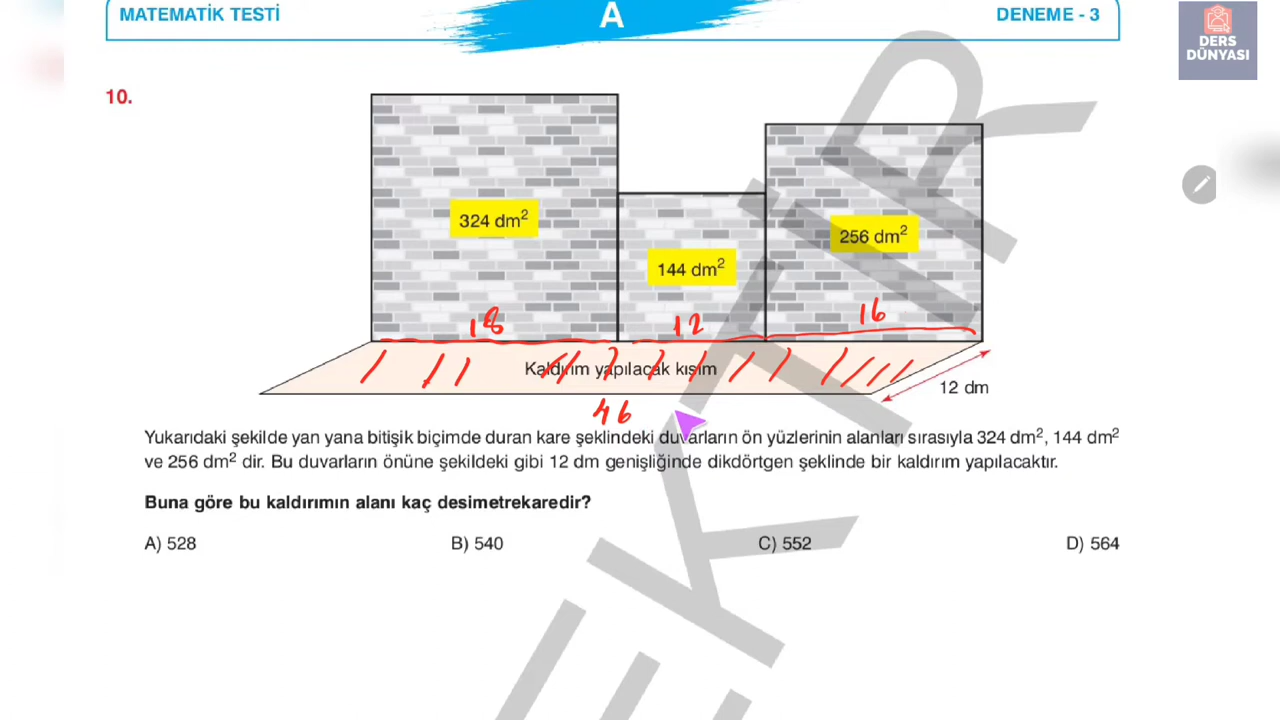 MATEMATİK TESTİ
A
DENEME - 3
DERS
DÜNYASI
10.
324 dm²
144 dm²
256 dm²
18
12
16
Kaldırım yapılacak kısım
12 dm
46
Yukarıdaki şekilde yan yana bitişik biçimde duran kare şeklindeki duvarların ön yüzlerinin alanları sırasıyla 324 dm², 144 dm²
ve 256 dm² dir. Bu duvarların önüne şekildeki gibi 12 dm genişliğinde dikdörtgen şeklinde bir kaldırım yapılacaktır.
Buna göre bu kaldırımın alanı kaç desimetrekaredir?
A) 528
B) 540
C) 552
D) 564